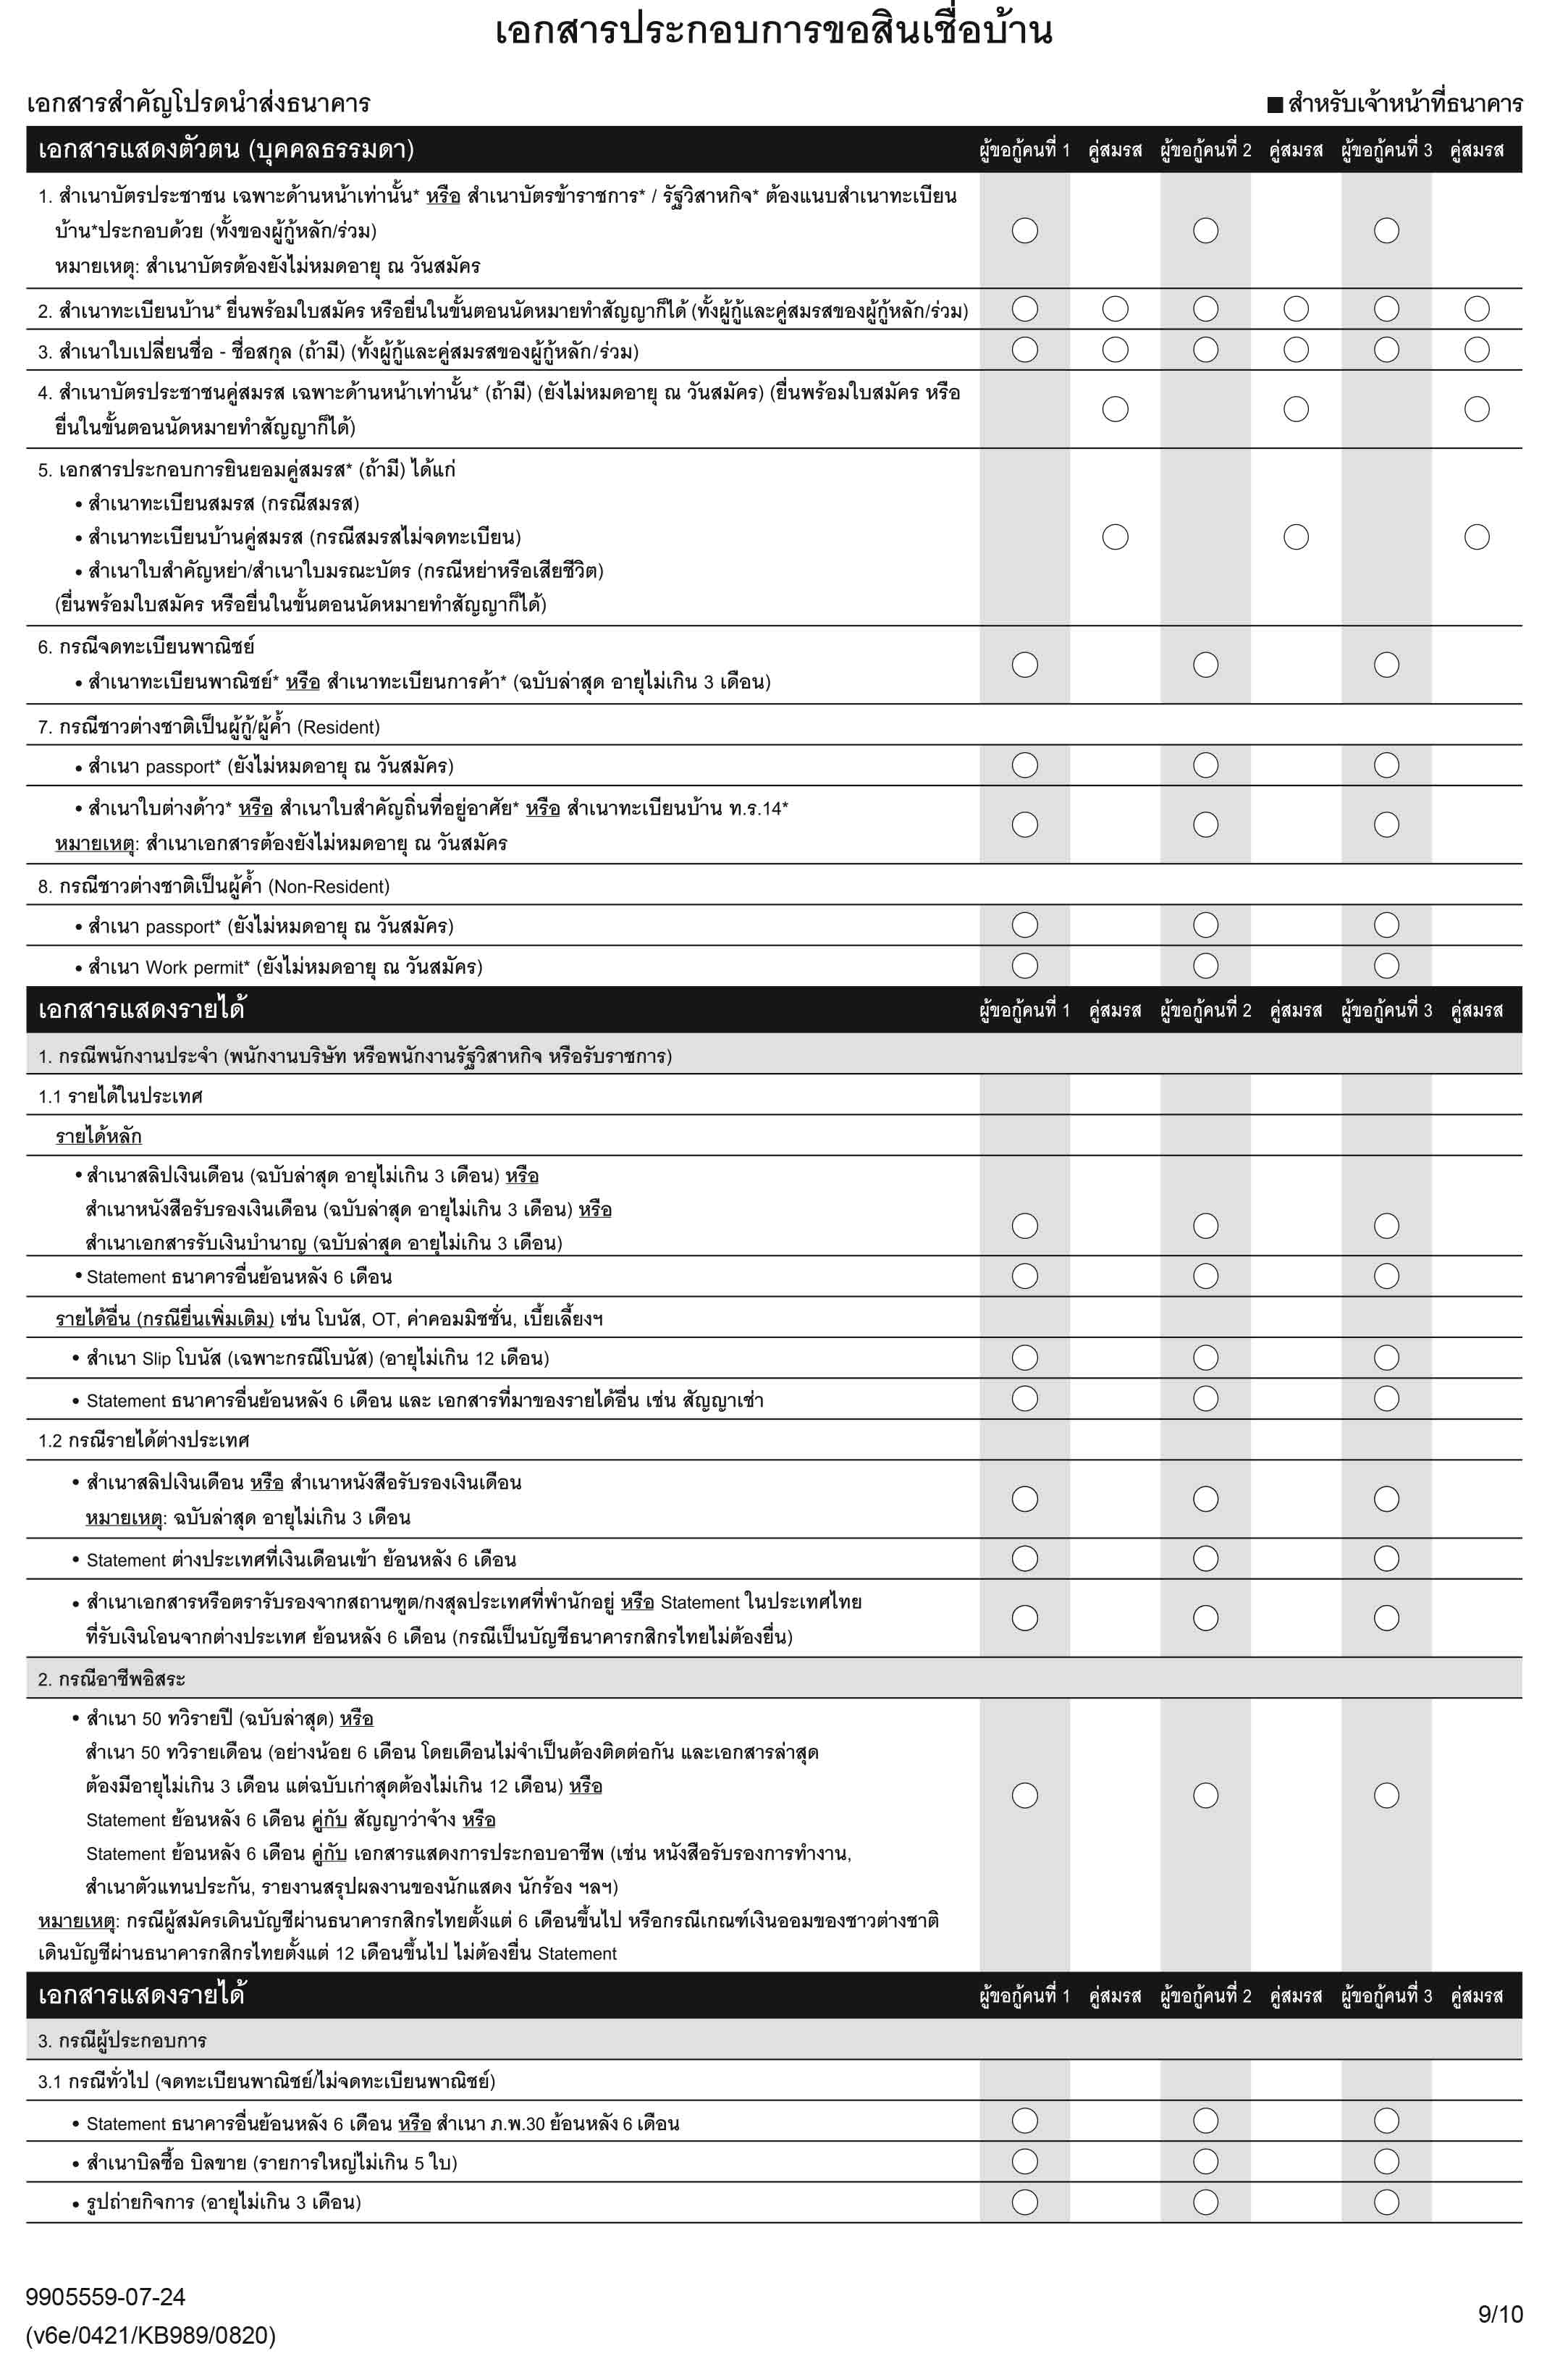 เอกสารประกอบการขอสินเชื่อบ้าน
เอกสารสำคัญโปรดนำส่งธนาคาร
■ สำหรับเจ้าหน้าที่ธนาคาร
เอกสารแสดงตัวตน (บุคคลธรรมดา) ผู้ขอกู้คนที่ 1 คู่สมรส ผู้ขอกู้คนที่ 2 คู่สมรส ผู้ขอกู้คนที่ 3 คู่สมรส
1. สำเนาบัตรประชาชน เฉพาะด้านหน้าเท่านั้น* หรือ สำเนาบัตรข้าราชการ* / รัฐวิสาหกิจ* ต้องแนบสำเนาทะเบียน
บ้าน*ประกอบด้วย (ทั้งของผู้กู้หลัก/ร่วม)
หมายเหตุ: สำเนาบัตรต้องยังไม่หมดอายุ ณ วันสมัคร
2. สำเนาทะเบียนบ้าน* ยื่นพร้อมใบสมัคร หรือยื่นในขั้นตอนนัดหมายทำสัญญาก็ได้ (ทั้งผู้กู้และคู่สมรสของผู้กู้หลัก/ร่วม)
3. สำเนาใบเปลี่ยนชื่อ - ชื่อสกุล (ถ้ามี) (ทั้งผู้กู้และคู่สมรสของผู้กู้หลัก/ร่วม)
4. สำเนาบัตรประชาชนคู่สมรส เฉพาะด้านหน้าเท่านั้น* (ถ้ามี) (ยังไม่หมดอายุ ณ วันสมัคร) (ยื่นพร้อมใบสมัคร หรือ
ยื่นในขั้นตอนนัดหมายทำสัญญาก็ได้)
5. เอกสารประกอบการยินยอมคู่สมรส* (ถ้ามี) ได้แก่
• สำเนาทะเบียนสมรส (กรณีสมรส)
• สำเนาทะเบียนบ้านคู่สมรส (กรณีสมรสไม่จดทะเบียน)
• สำเนาใบสำคัญหย่า/สำเนาใบมรณะบัตร (กรณีหย่าหรือเสียชีวิต)
(ยื่นพร้อมใบสมัคร หรือยื่นในขั้นตอนนัดหมายทำสัญญาก็ได้)
6. กรณีจดทะเบียนพาณิชย์
• สำเนาทะเบียนพาณิชย์* หรือ สำเนาทะเบียนการค้า* (ฉบับล่าสุด อายุไม่เกิน 3 เดือน)
7. กรณีชาวต่างชาติเป็นผู้กู้/ผู้ค้ำ (Resident)
• สำเนา passport* (ยังไม่หมดอายุ ณ วันสมัคร)
• สำเนาใบต่างด้าว* หรือ สำเนาใบสำคัญถิ่นที่อยู่อาศัย* หรือ สำเนาทะเบียนบ้าน ท.ร.14*
หมายเหตุ: สำเนาเอกสารต้องยังไม่หมดอายุ ณ วันสมัคร
8. กรณีชาวต่างชาติเป็นผู้ค้ำ (Non-Resident)
• สำเนา passport* (ยังไม่หมดอายุ ณ วันสมัคร)
• สำเนา Work permit* (ยังไม่หมดอายุ ณ วันสมัคร)
เอกสารแสดงรายได้ ผู้ขอกู้คนที่ 1 คู่สมรส ผู้ขอกู้คนที่ 2 คู่สมรส ผู้ขอกู้คนที่ 3 คู่สมรส
1. กรณีพนักงานประจำ (พนักงานบริษัท หรือพนักงานรัฐวิสาหกิจ หรือรับราชการ)
1.1 รายได้ในประเทศ
รายได้หลัก
• สำเนาสลิปเงินเดือน (ฉบับล่าสุด อายุไม่เกิน 3 เดือน) หรือ
สำเนาหนังสือรับรองเงินเดือน (ฉบับล่าสุด อายุไม่เกิน 3 เดือน) หรือ
สำเนาเอกสารรับเงินบำนาญ (ฉบับล่าสุด อายุไม่เกิน 3 เดือน)
• Statement ธนาคารอื่นย้อนหลัง 6 เดือน
รายได้อื่น (กรณียื่นเพิ่มเติม) เช่น โบนัส, OT, ค่าคอมมิชชั่น, เบี้ยเลี้ยงฯ
• สำเนา Slip โบนัส (เฉพาะกรณีโบนัส) (อายุไม่เกิน 12 เดือน)
• Statement ธนาคารอื่นย้อนหลัง 6 เดือน และ เอกสารที่มาของรายได้อื่น เช่น สัญญาเช่า
1.2 กรณีรายได้ต่างประเทศ
• สำเนาสลิปเงินเดือน หรือ สำเนาหนังสือรับรองเงินเดือน
หมายเหตุ: ฉบับล่าสุด อายุไม่เกิน 3 เดือน
• Statement ต่างประเทศที่เงินเดือนเข้า ย้อนหลัง 6 เดือน
• สำเนาเอกสารหรือตรารับรองจากสถานฑูต/กงสุลประเทศที่พำนักอยู่ หรือ Statement ในประเทศไทย
ที่รับเงินโอนจากต่างประเทศ ย้อนหลัง 6 เดือน (กรณีเป็นบัญชีธนาคารกสิกรไทยไม่ต้องยื่น)
2. กรณีอาชีพอิสระ
• สำเนา 50 ทวิรายปี (ฉบับล่าสุด) หรือ
สำเนา 50 ทวิรายเดือน (อย่างน้อย 6 เดือน โดยเดือนไม่จำเป็นต้องติดต่อกัน และเอกสารล่าสุด
ต้องมีอายุไม่เกิน 3 เดือน แต่ฉบับเก่าสุดต้องไม่เกิน 12 เดือน) หรือ
Statement ย้อนหลัง 6 เดือน คู่กับ สัญญาว่าจ้าง หรือ
Statement ย้อนหลัง 6 เดือน คู่กับ เอกสารแสดงการประกอบอาชีพ (เช่น หนังสือรับรองการทำงาน,
สำเนาตัวแทนประกัน, รายงานสรุปผลงานของนักแสดง นักร้อง ฯลฯ)
หมายเหตุ: กรณีผู้สมัครเดินบัญชีผ่านธนาคารกสิกรไทยตั้งแต่ 6 เดือนขึ้นไป หรือกรณีเกณฑ์เงินออมของชาวต่างชาติ
เดินบัญชีผ่านธนาคารกสิกรไทยตั้งแต่ 12 เดือนขึ้นไป ไม่ต้องยื่น Statement
เอกสารแสดงรายได้ ผู้ขอกู้คนที่ 1 คู่สมรส ผู้ขอกู้คนที่ 2 คู่สมรส ผู้ขอกู้คนที่ 3 คู่สมรส
3. กรณีผู้ประกอบการ
3.1 กรณีทั่วไป (จดทะเบียนพาณิชย์/ไม่จดทะเบียนพาณิชย์)
• Statement ธนาคารอื่นย้อนหลัง 6 เดือน หรือ สำเนา ภ.พ.30 ย้อนหลัง 6 เดือน
• สำเนาบิลซื้อ บิลขาย (รายการใหญ่ไม่เกิน 5 ใบ)
• รูปถ่ายกิจการ (อายุไม่เกิน 3 เดือน)
9905559-07-24
(v6e/0421/KB989/0820)
9/10